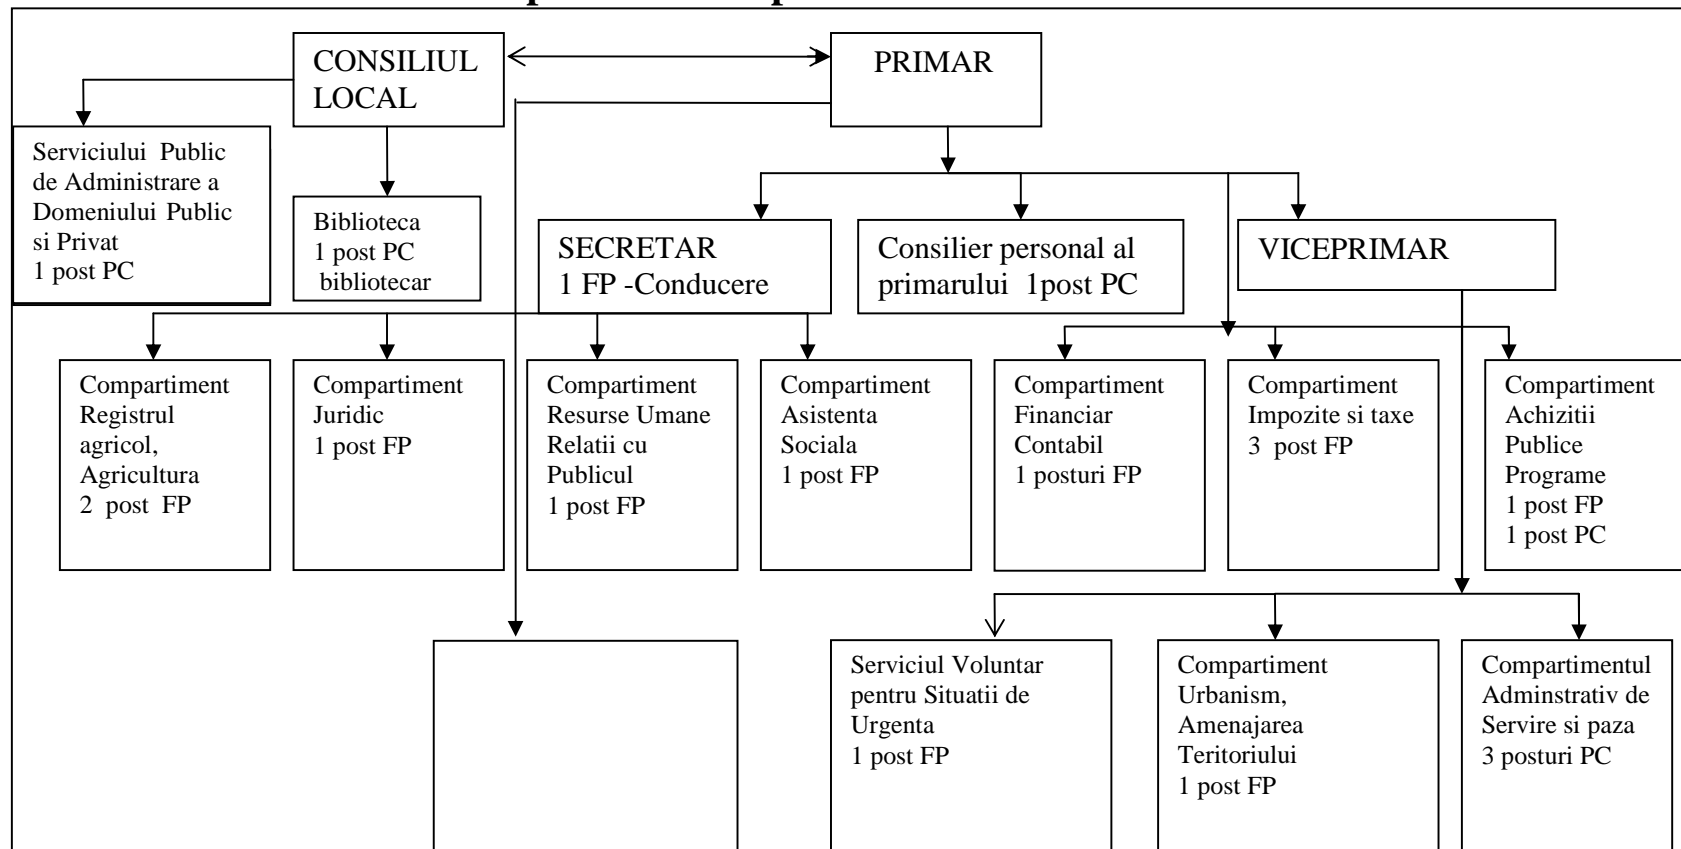 CONSILIUL
LOCAL
PRIMAR
Serviciului Public
de Administrare a
Domeniului Public
si Privat
1 post PC
Biblioteca
1 post PC
bibliotecar
SECRETAR
1 FP -Conducere
Consilier personal al
primarului 1post PC
VICEPRIMAR
Compartiment
Registrul
agricol,
Agricultura
2 post FP
Compartiment
Juridic
1 post FP
Compartiment
Resurse Umane
Relatii cu
Publicul
1 post FP
Compartiment
Asistenta
Sociala
1 post FP
Compartiment
Financiar
Contabil
1 posturi FP
Compartiment
Impozite si taxe
3 post FP
Compartiment
Achizitii
Publice
Programe
1 post FP
1 post PC
Serviciul Voluntar
pentru Situatii de
Urgenta
1 post FP
Compartiment
Urbanism,
Amenajarea
Teritoriului
1 post FP
Compartimentul
Adminstrativ de
Servire si paza
3 posturi PC